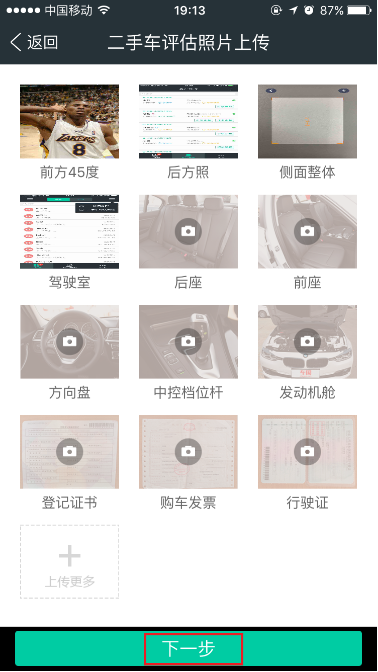 中国移动 19:13 87%
返回 二手车评估照片上传
LAKERS
8
前方45度 后方照 侧面整体
驾驶室 后座 前座
方向盘 中控档位杆 发动机舱
登记证书 购车发票 行驶证
上传更多
下一步